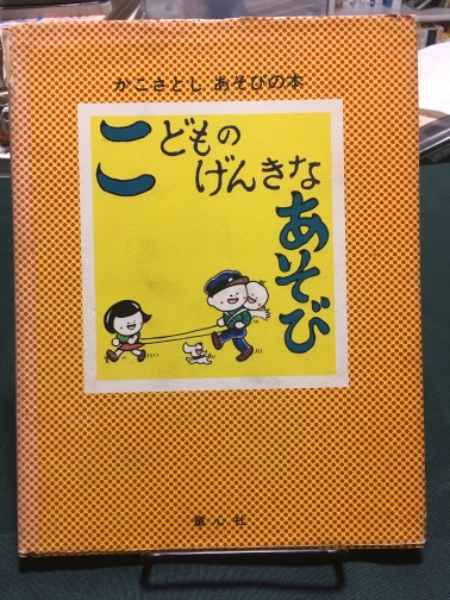 かこさとし あそびの本
こどもの
げんきな
あそび
童心社